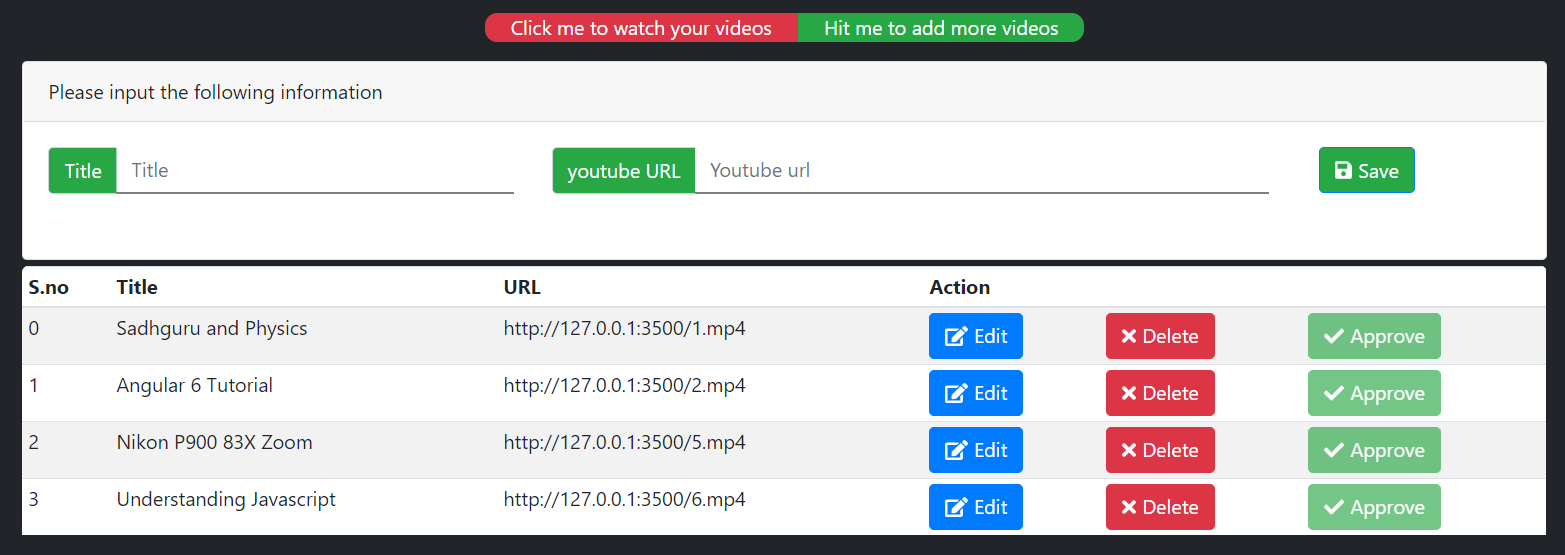 Click me to watch your videos Hit me to add more videos
Please input the following information
Title Title youtube URL Youtube url Save
S.no Title URL Action
0 Sadhguru and Physics http://127.0.0.1:3500/1.mp4 Edit Delete Approve
1 Angular 6 Tutorial http://127.0.0.1:3500/2.mp4 Edit Delete Approve
2 Nikon P900 83X Zoom http://127.0.0.1:3500/5.mp4 Edit Delete Approve
3 Understanding Javascript http://127.0.0.1:3500/6.mp4 Edit Delete Approve